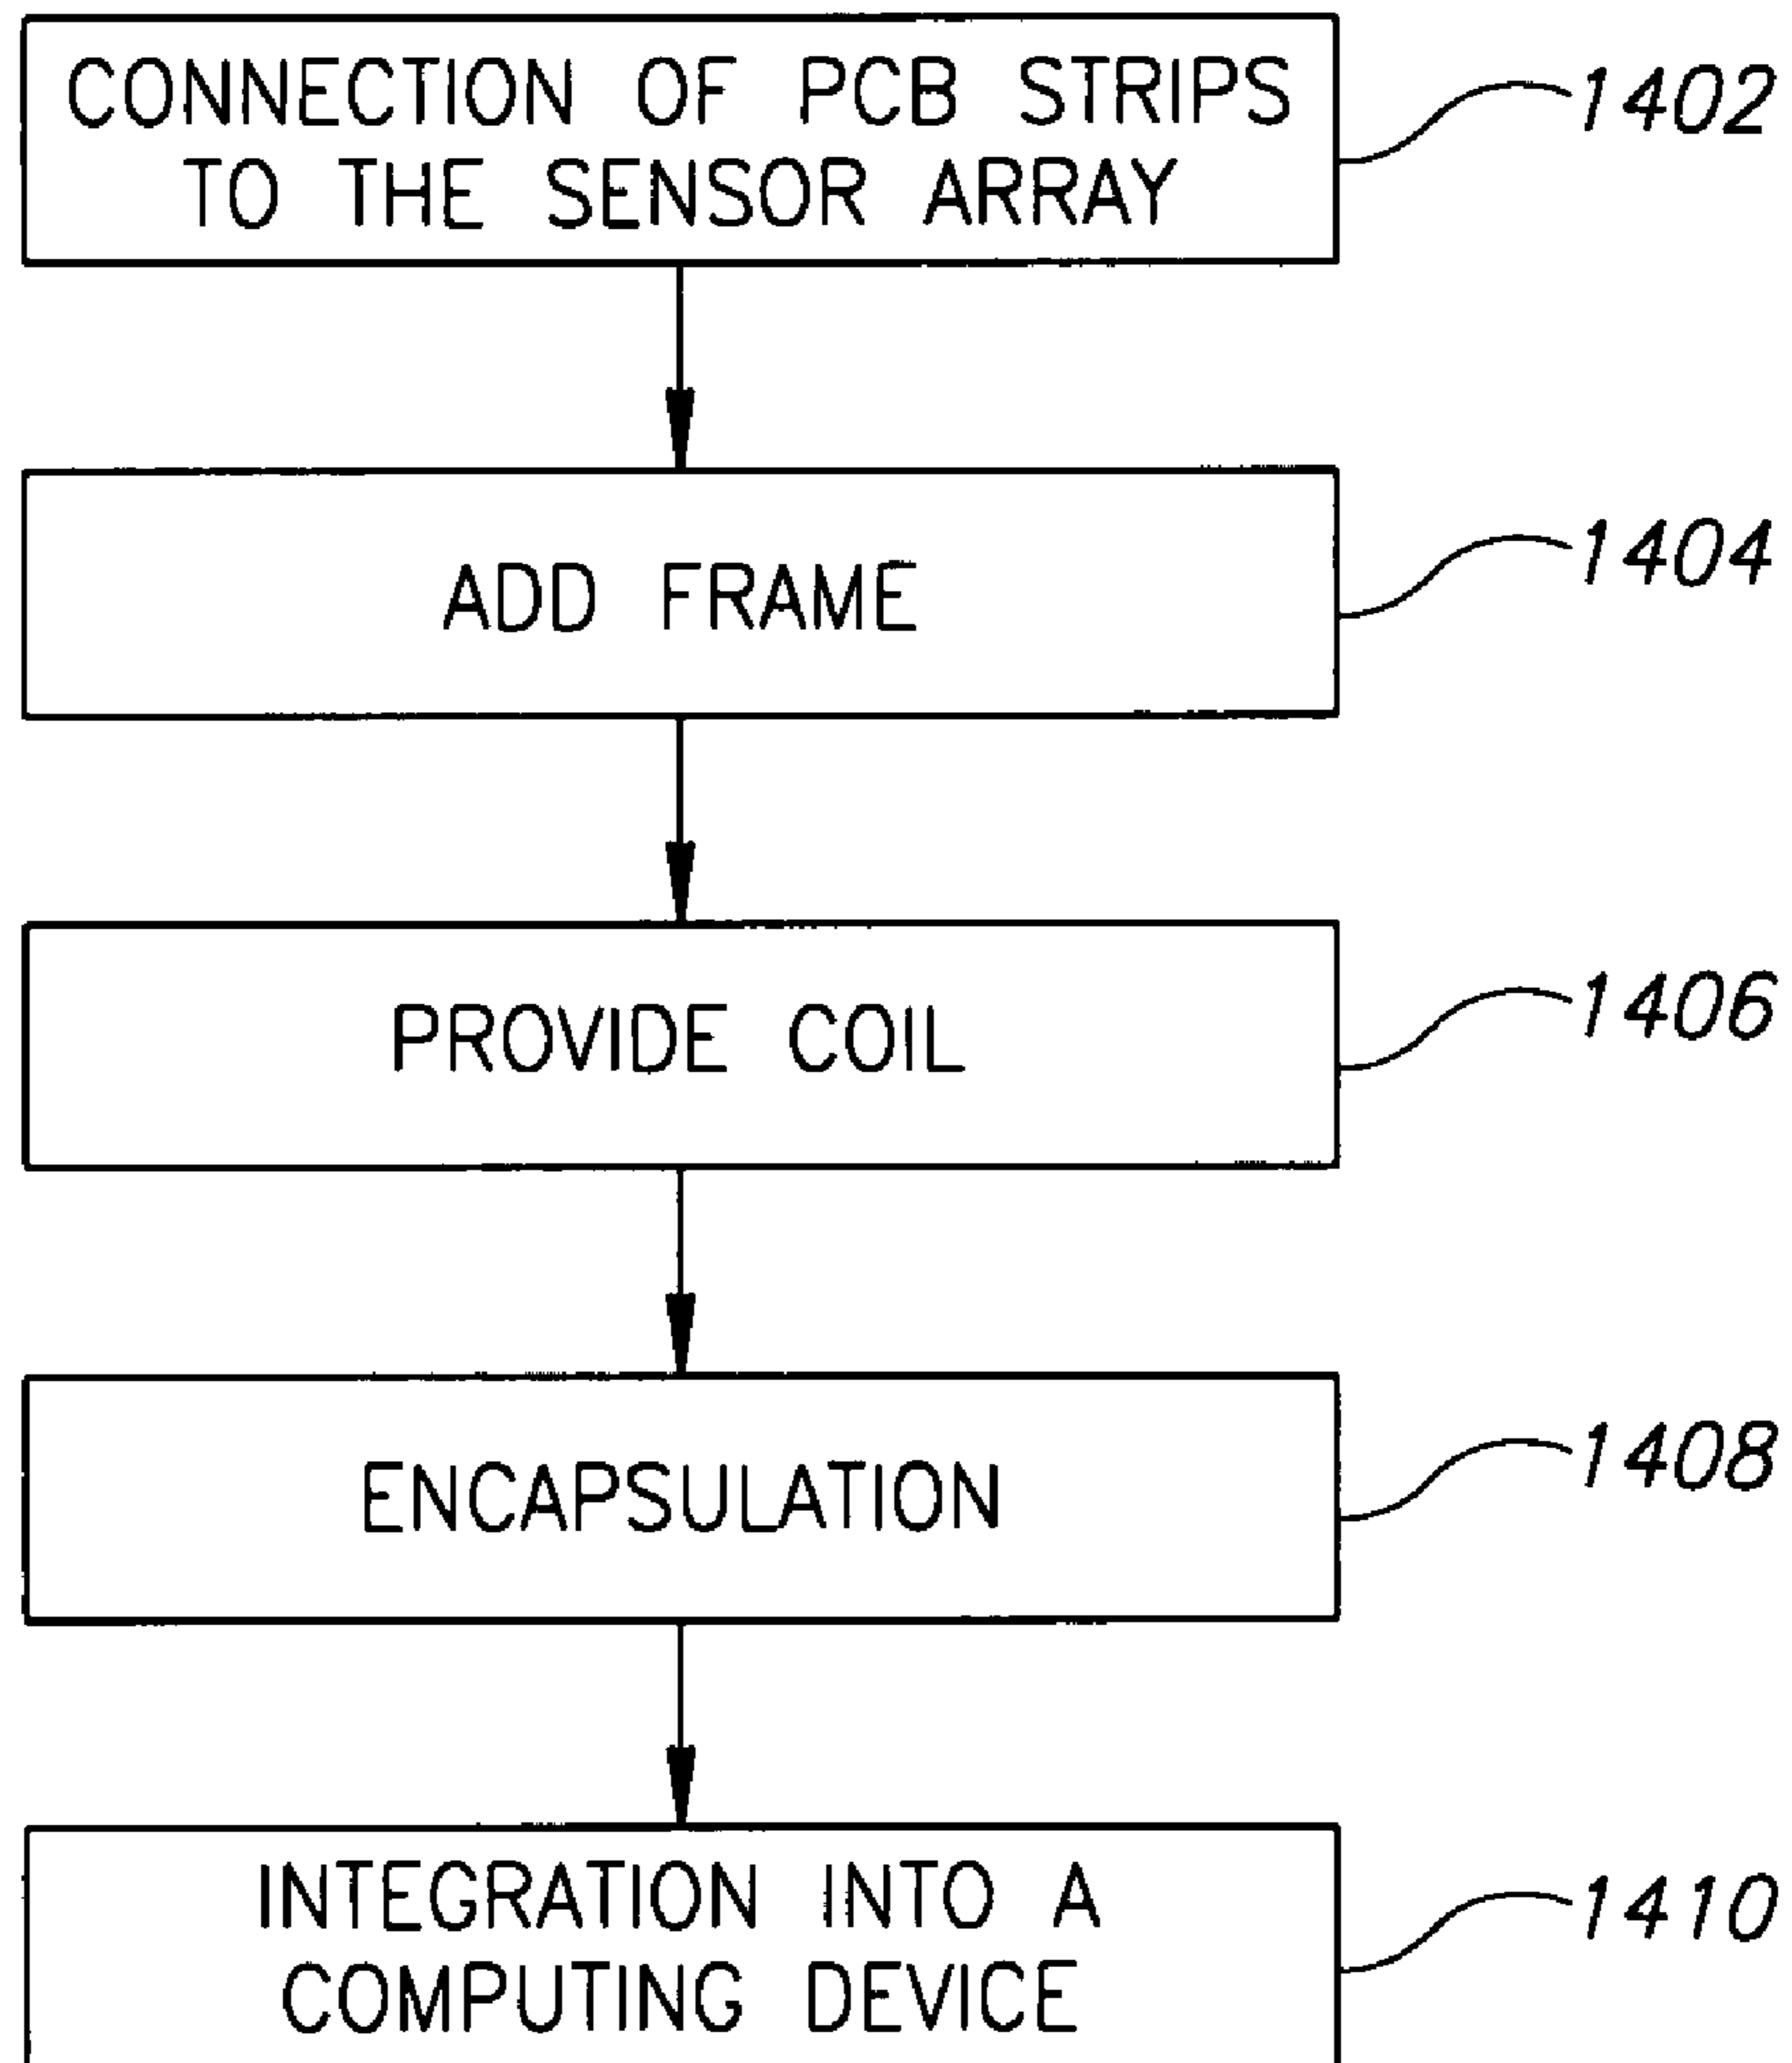 CONNECTION OF PCB STRIPS
TO THE SENSOR ARRAY
1402
ADD FRAME
1404
PROVIDE COIL
1406
ENCAPSULATION
1408
INTEGRATION INTO A
COMPUTING DEVICE
1410